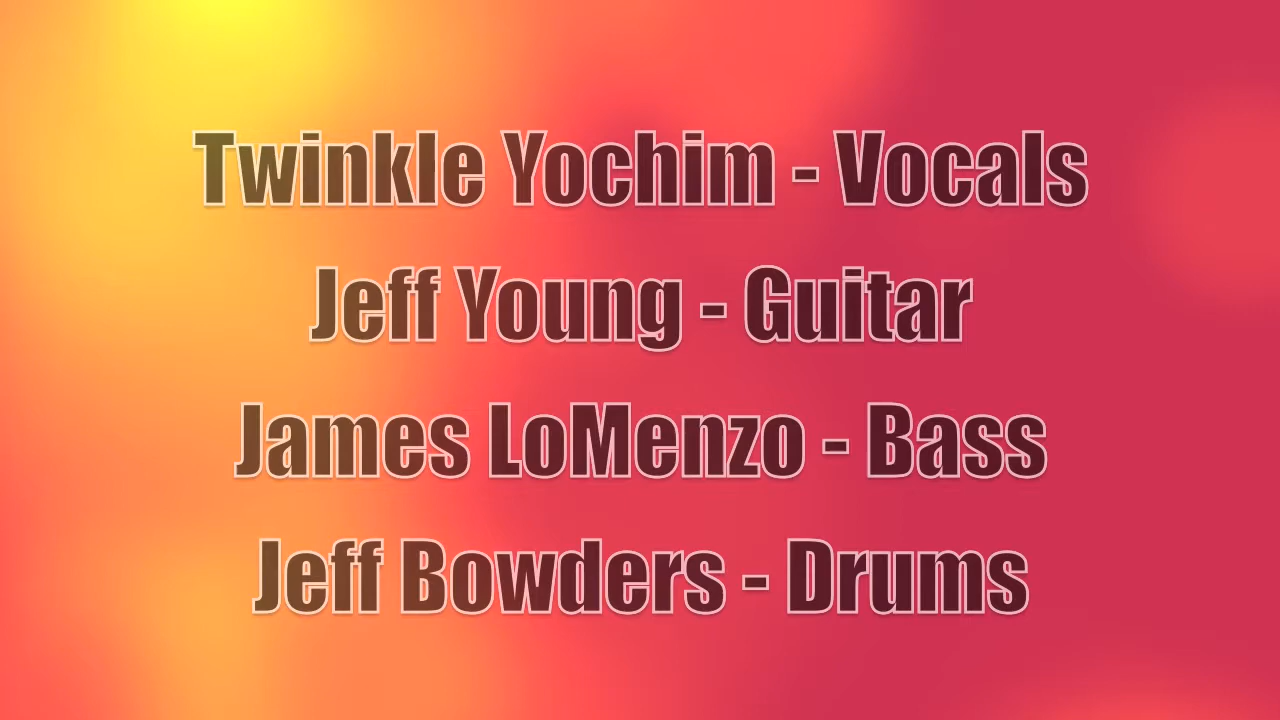 Twinkle Yochim - Vocals
Jeff Young - Guitar
James LoMenzo - Bass
Jeff Bowders - Drums